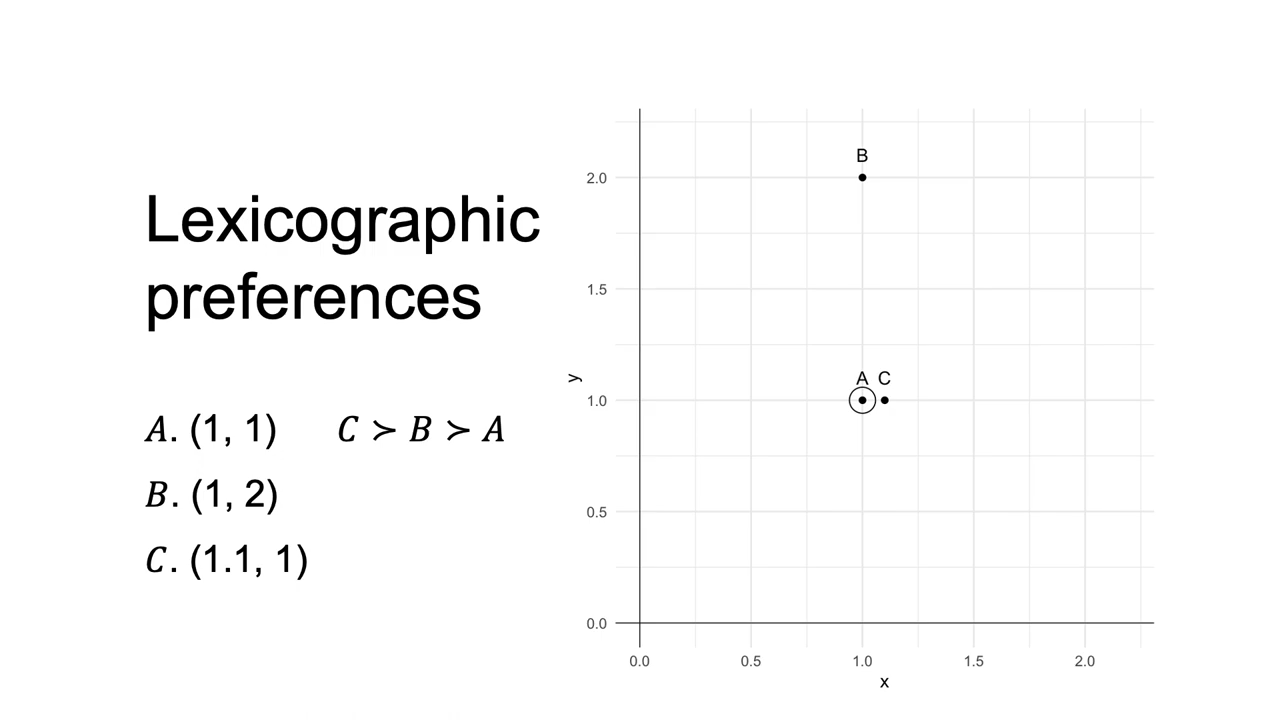 Lexicographic
preferences
A. (1, 1) C ≻ B ≻ A
B. (1, 2)
C. (1.1, 1)
B
2.0
1.5
y
A C
1.0
0.5
0.0
0.0 0.5 1.0 1.5 2.0
x